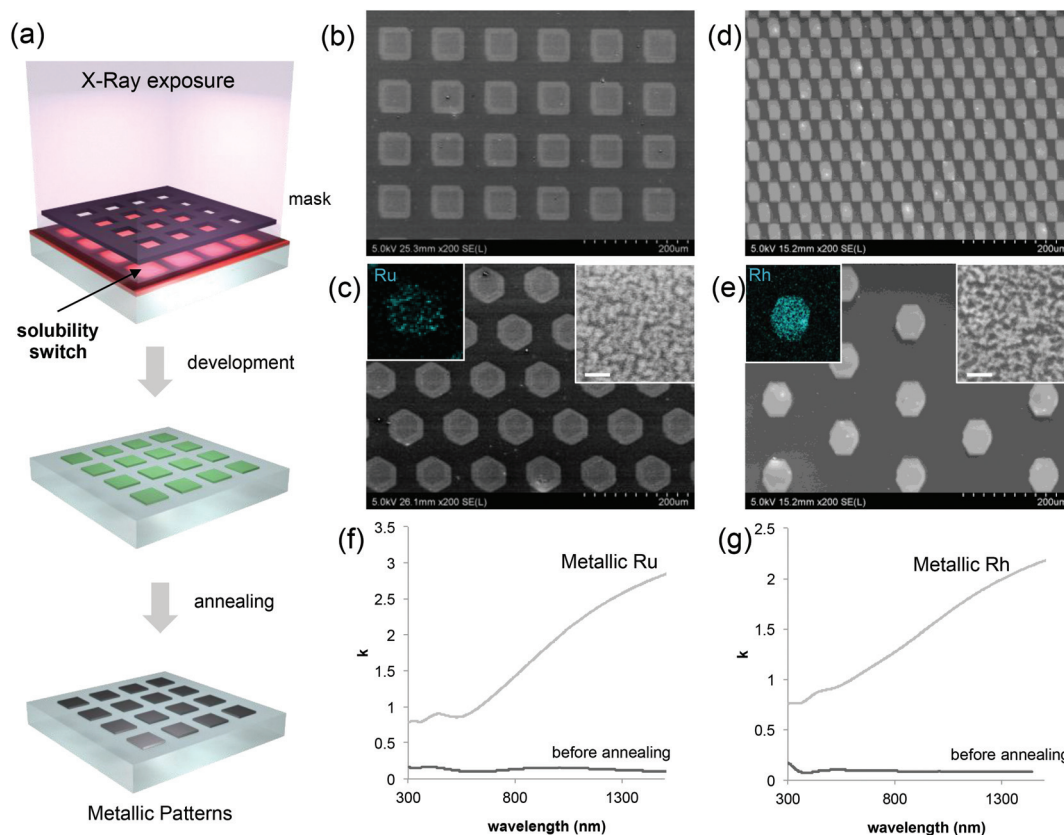 (a)
X-Ray exposure
mask
solubility
switch
development
annealing
Metallic Patterns
(b)
5.0kV 25.3mm x200 SE(L)
200um
(d)
5.0kV 15.2mm x200 SE(L)
200um
(c)
Ru
5.0kV 26.1mm x200 SE(L)
200um
(e)
Rh
5.0kV 15.2mm x200 SE(L)
200um
(f)
Metallic Ru
before annealing
k
3.5
3
2.5
2
1.5
1
0.5
0
300
800
1300
wavelength (nm)
(g)
Metallic Rh
before annealing
k
2.5
2
1.5
1
0.5
0
300
800
1300
wavelength (nm)